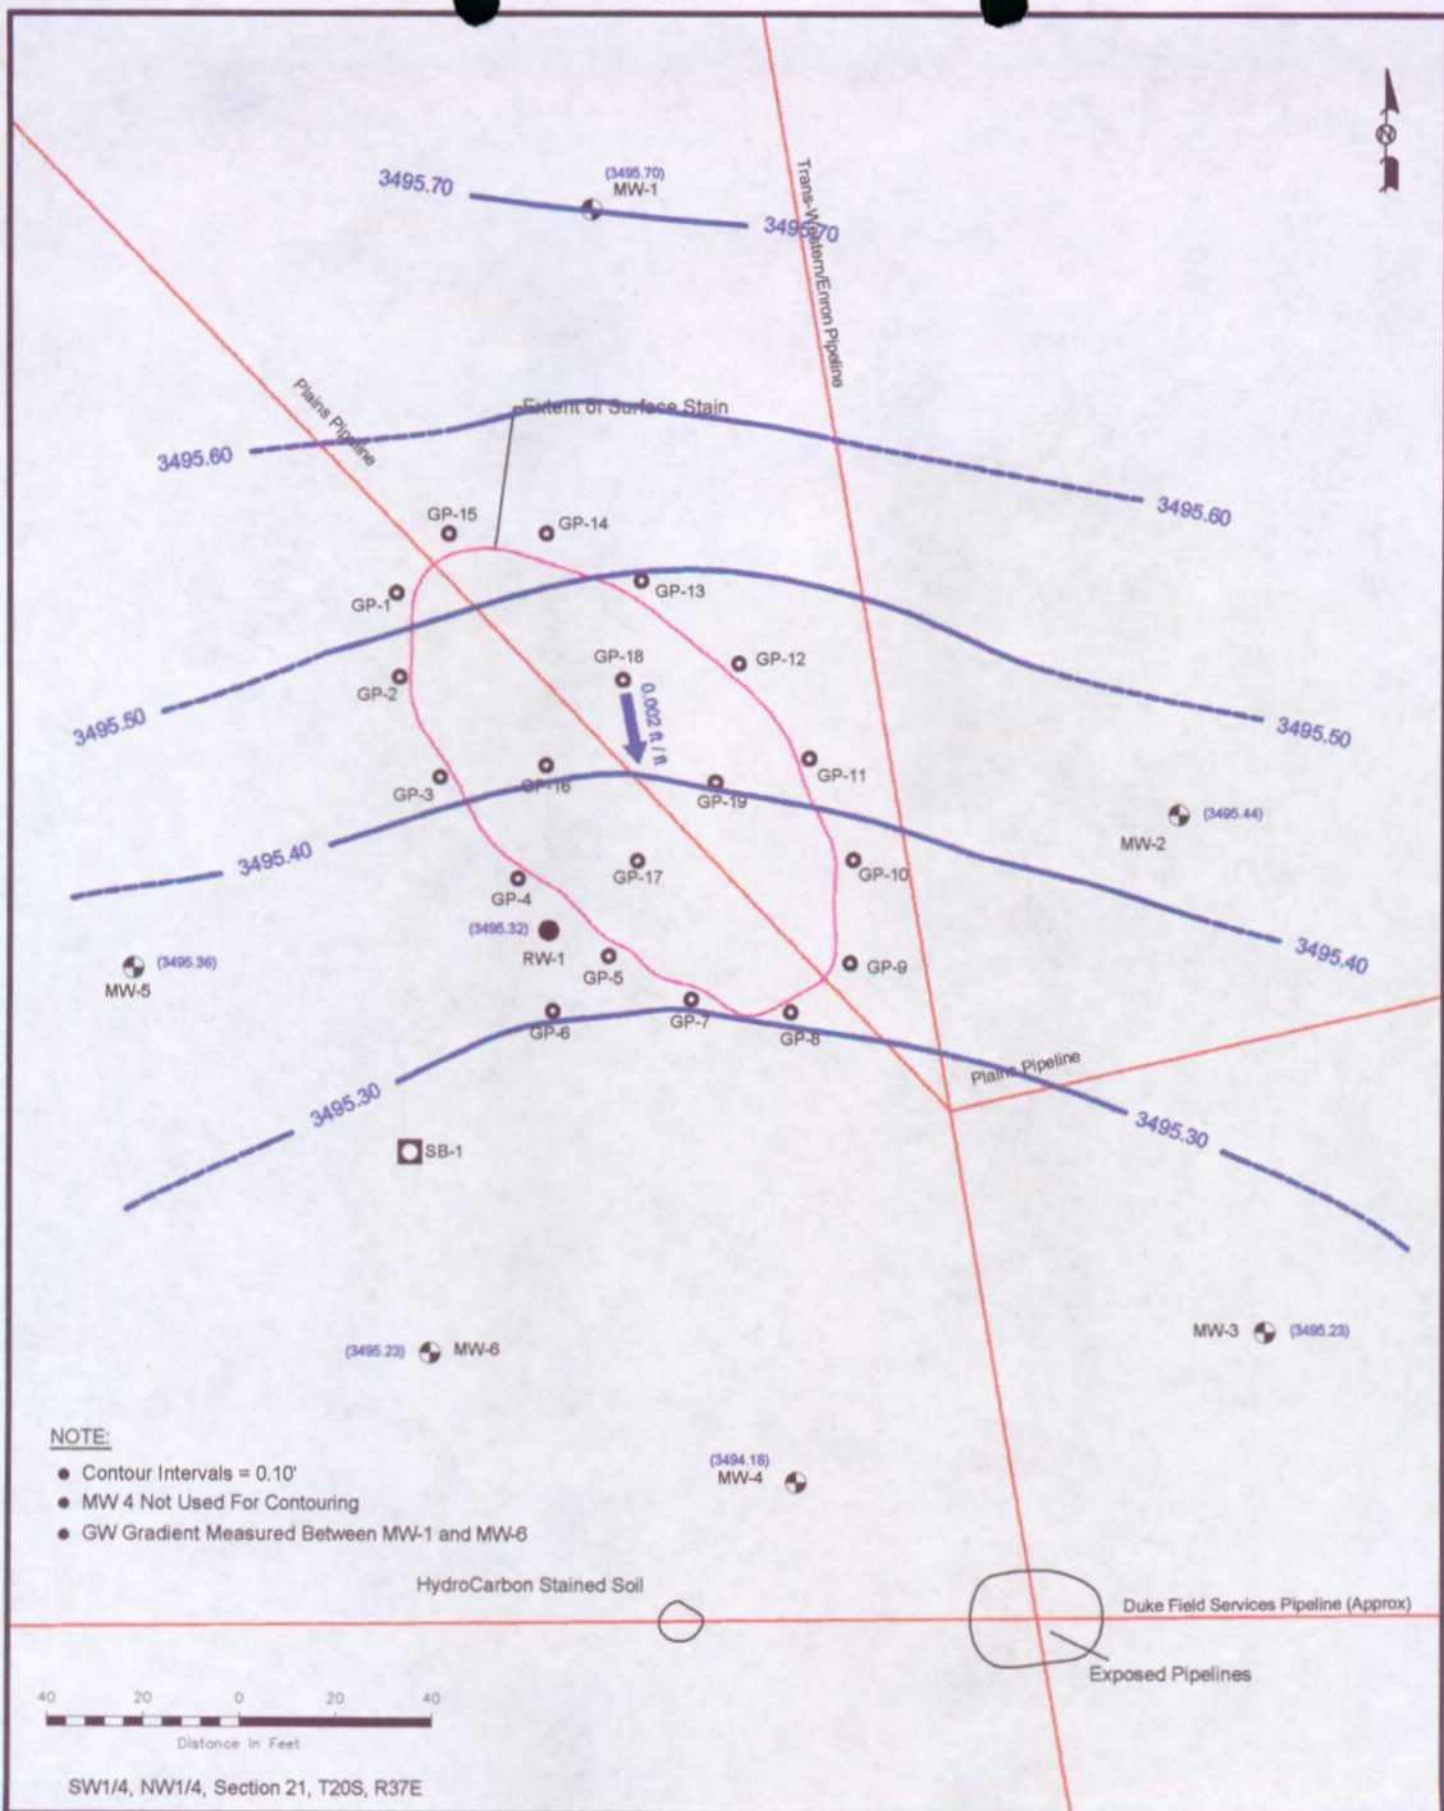 (3495.70)
MW-1
3495.70
3495.70
Trans-Western/Enron Pipeline
N
Plains Pipeline
Extent of Surface Stain
3495.60
3495.60
GP-15
GP-14
GP-13
GP-1
GP-18
GP-12
GP-2
0.002 ft / ft
3495.50
3495.50
GP-11
GP-16
GP-3
GP-19
(3495.44)
MW-2
3495.40
GP-17
GP-10
GP-4
(3495.32)
RW-1
GP-5
GP-9
3495.40
(3495.36)
MW-5
GP-6
GP-7
GP-8
Plains Pipeline
3495.30
3495.30
SB-1
MW-3
(3495.23)
(3495.23)
MW-6
NOTE:
● Contour Intervals = 0.10'
● MW 4 Not Used For Contouring
● GW Gradient Measured Between MW-1 and MW-6
(3494.18)
MW-4
HydroCarbon Stained Soil
Duke Field Services Pipeline (Approx)
Exposed Pipelines
40 20 0 20 40
Distance in Feet
SW1/4, NW1/4, Section 21, T20S, R37E